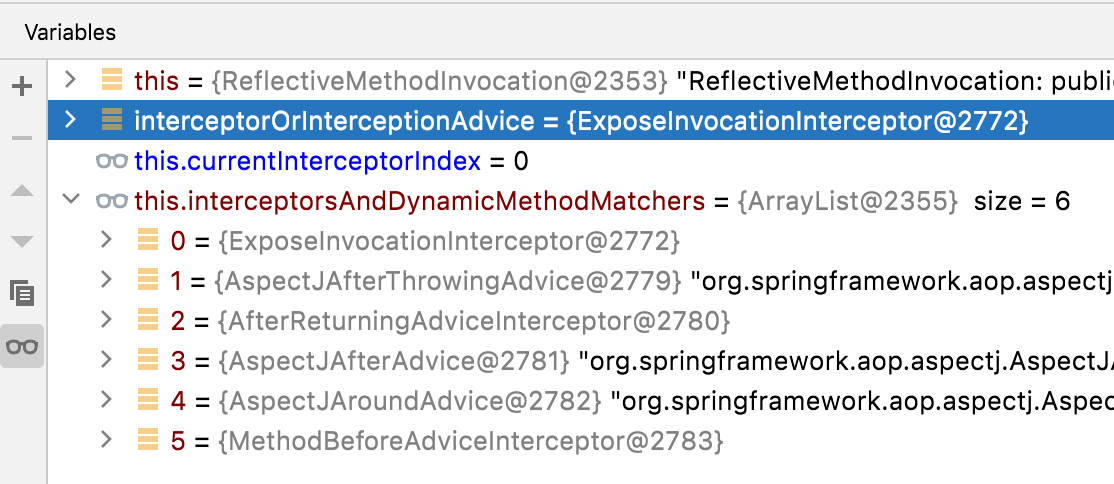 Variables
this = {ReflectiveMethodInvocation@2353} "ReflectiveMethodInvocation: public
interceptorOrInterceptionAdvice = {ExposeInvocationInterceptor@2772}
this.currentInterceptorIndex = 0
this.interceptorsAndDynamicMethodMatchers = {ArrayList@2355} size = 6
0 = {ExposeInvocationInterceptor@2772}
1 = {AspectJAfterThrowingAdvice@2779} "org.springframework.aop.aspectj
2 = {AfterReturningAdviceInterceptor@2780}
3 = {AspectJAfterAdvice@2781} "org.springframework.aop.aspectj.AspectJA
4 = {AspectJAroundAdvice@2782} "org.springframework.aop.aspectj.Aspec
5 = {MethodBeforeAdviceInterceptor@2783}